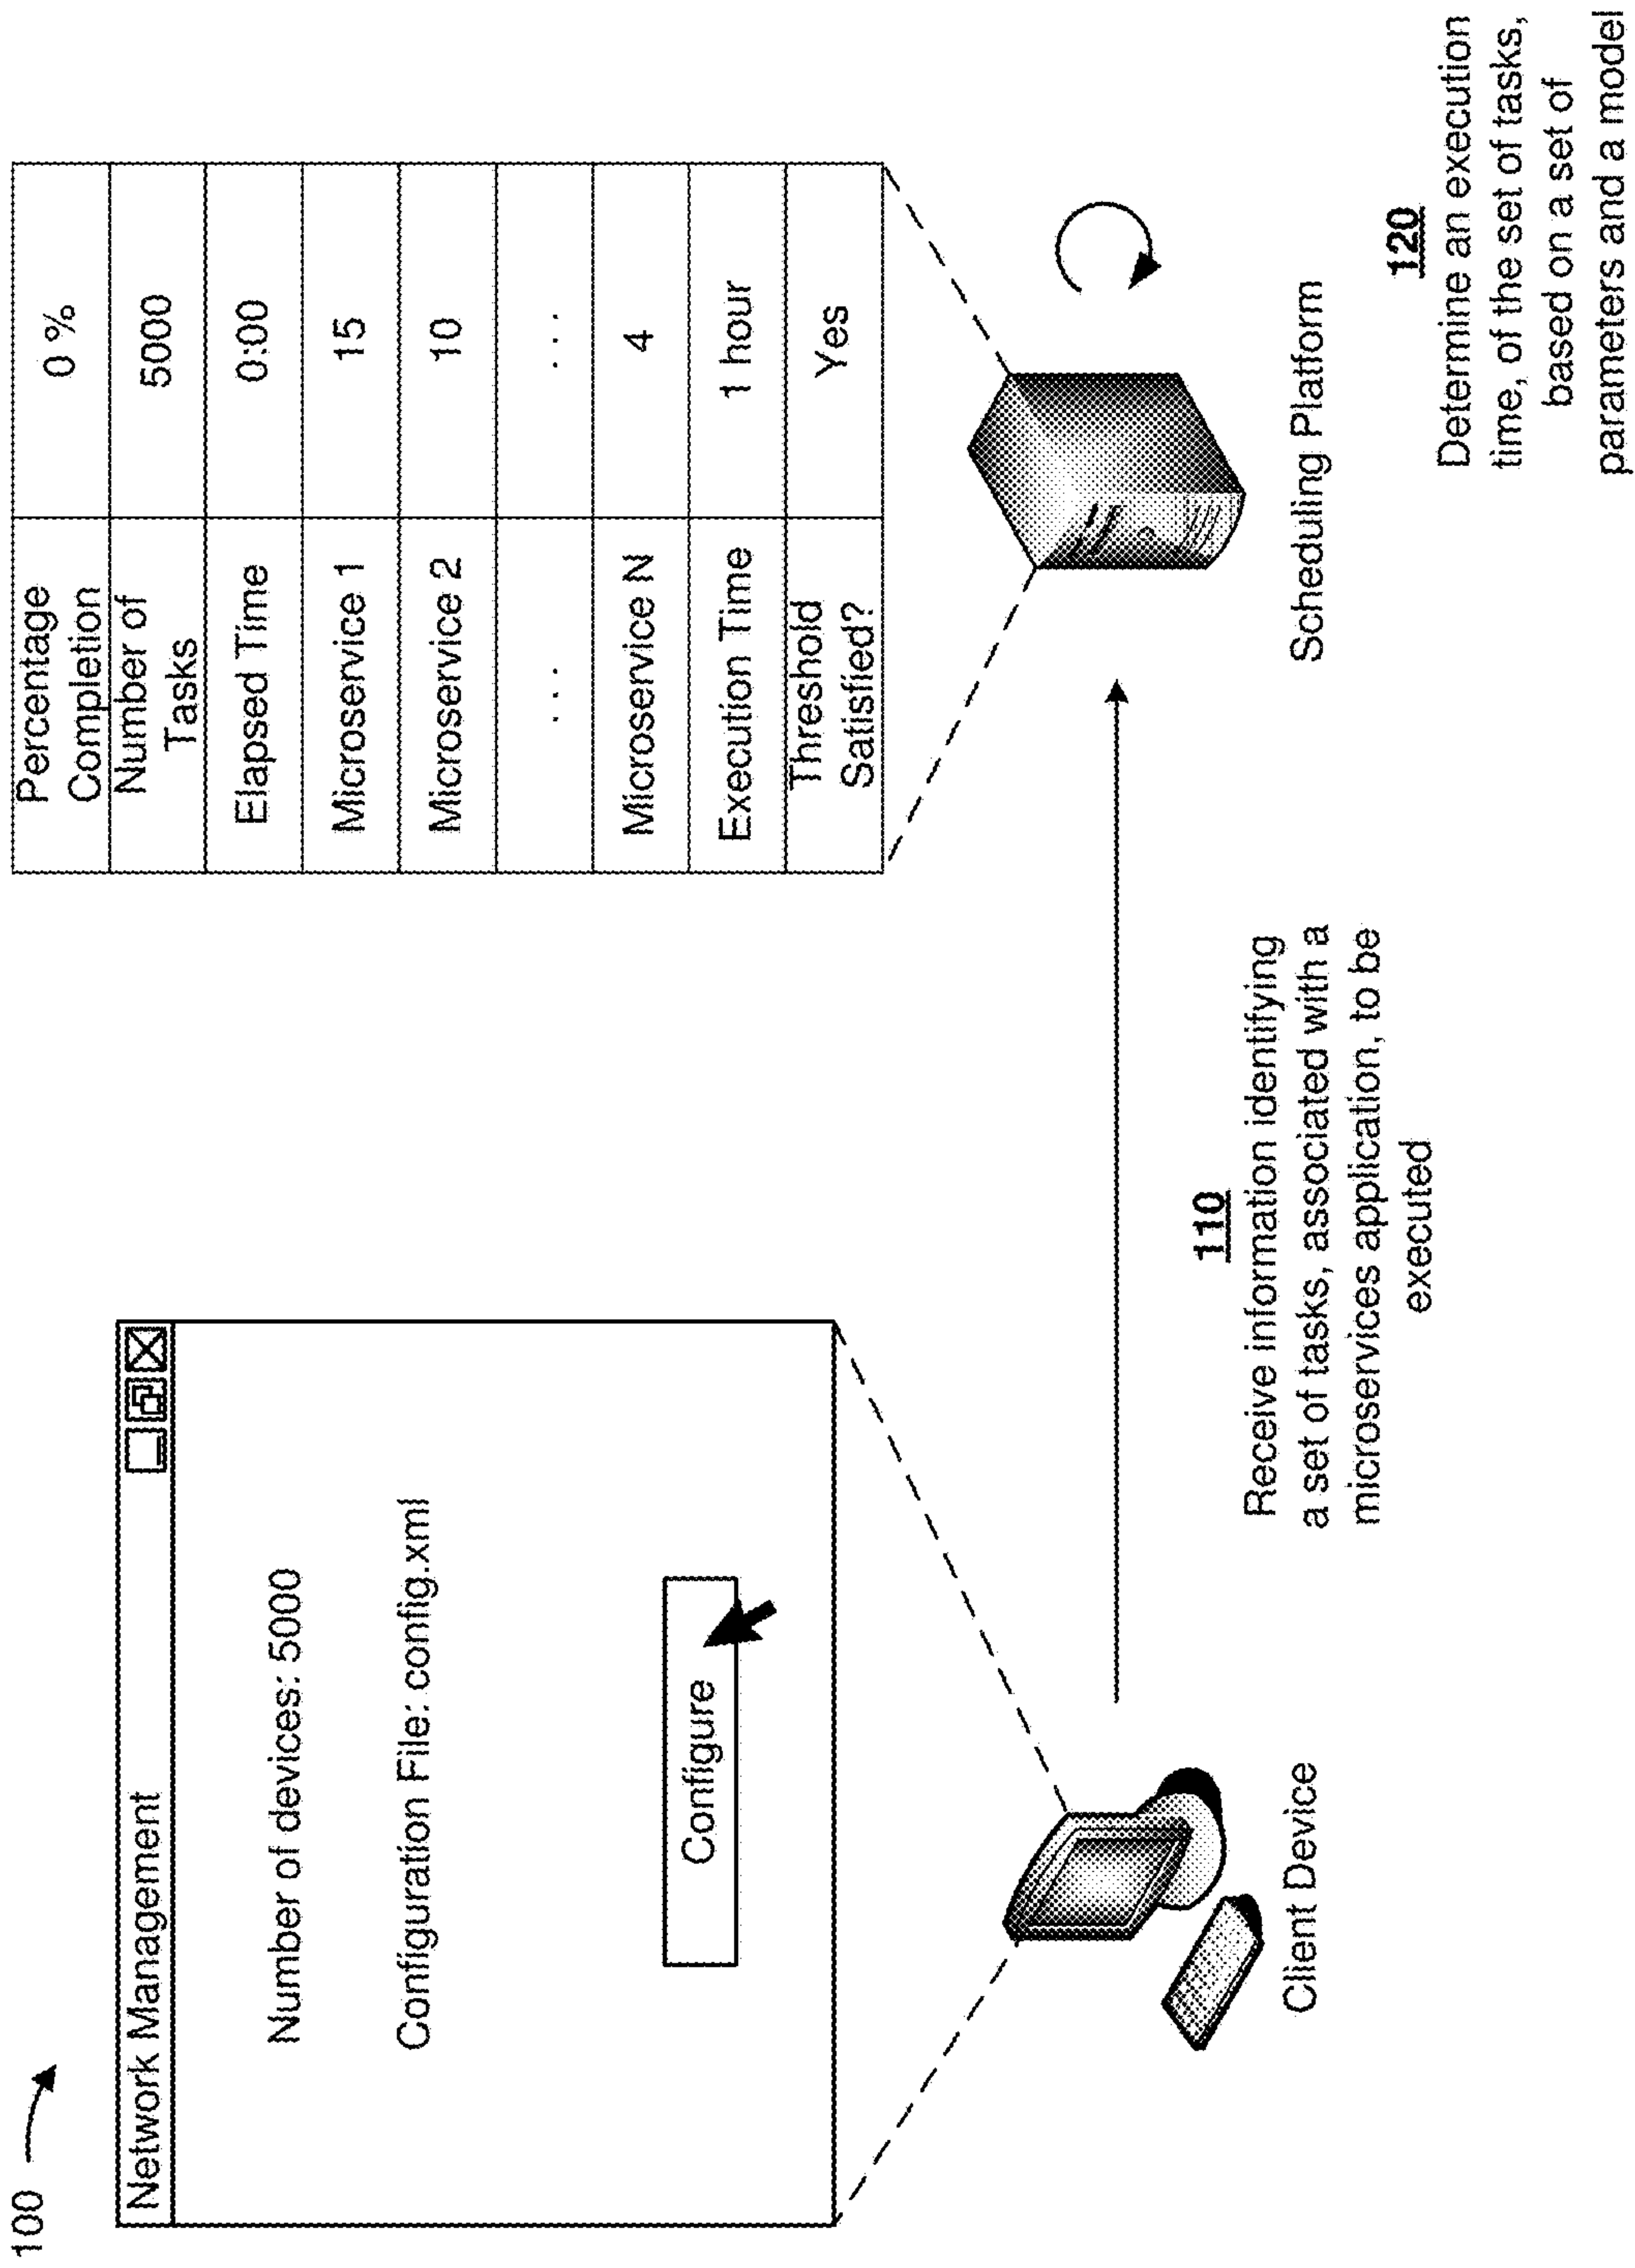 100
Network Management
Number of devices: 5000
Configuration File: config.xml
Configure
Client Device
110
Receive information identifying
a set of tasks, associated with a
microservices application, to be
executed
Percentage
Completion
0 %
Number of
Tasks
5000
Elapsed Time
0:00
Microservice 1
15
Microservice 2
10
...
...
Microservice N
4
Execution Time
1 hour
Threshold
Satisfied?
Yes
Scheduling Platform
120
Determine an execution
time, of the set of tasks,
based on a set of
parameters and a model